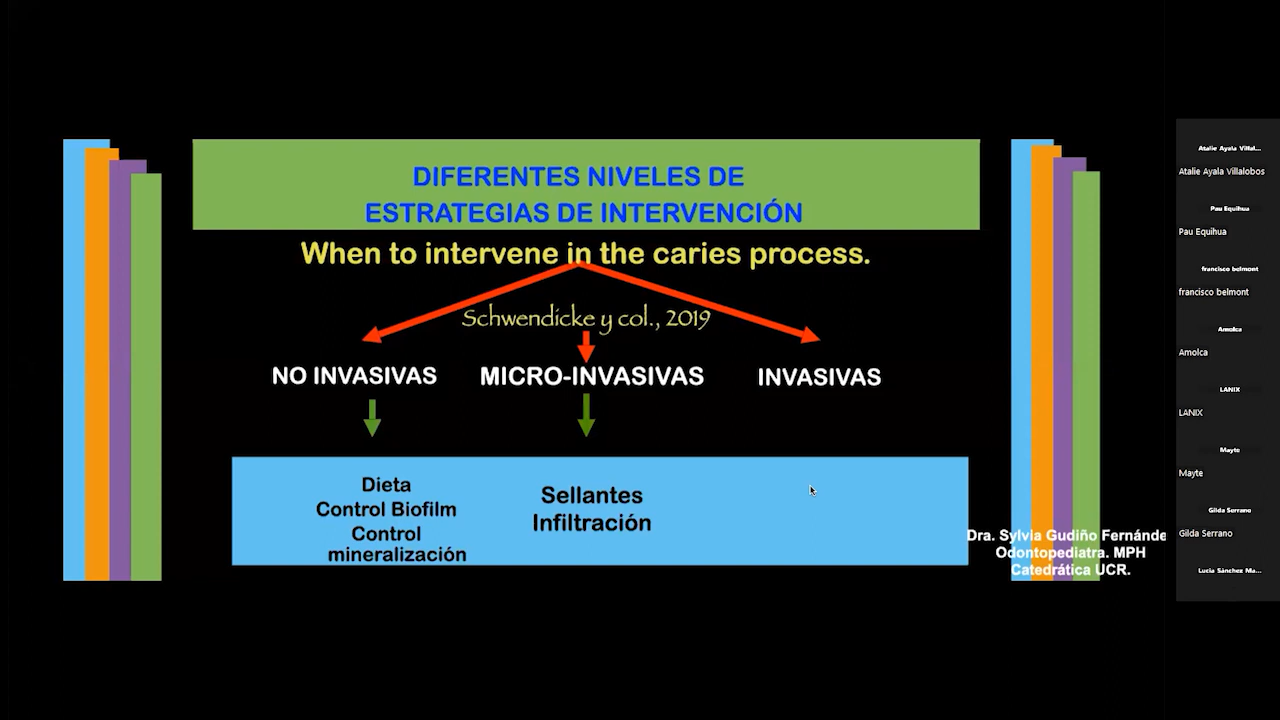 DIFERENTES NIVELES DE
ESTRATEGIAS DE INTERVENCIÓN
When to intervene in the caries process.
Schwendicke y col., 2019
NO INVASIVAS
MICRO-INVASIVAS
INVASIVAS
Dieta
Control Biofilm
Control
mineralización
Sellantes
Infiltración
Dra. Sylvia Gudiño Fernánde
Odontopediatra. MPH
Catedrática UCR.
Atalie Ayala Villal...
Atalie Ayala Villalobos
Pau Equihua
Pau Equihua
francisco belmont
francisco belmont
Amolca
Amolca
LANIX
LANIX
Mayte
Mayte
Gilda Serrano
Gilda Serrano
Lucia Sánchez Ma...